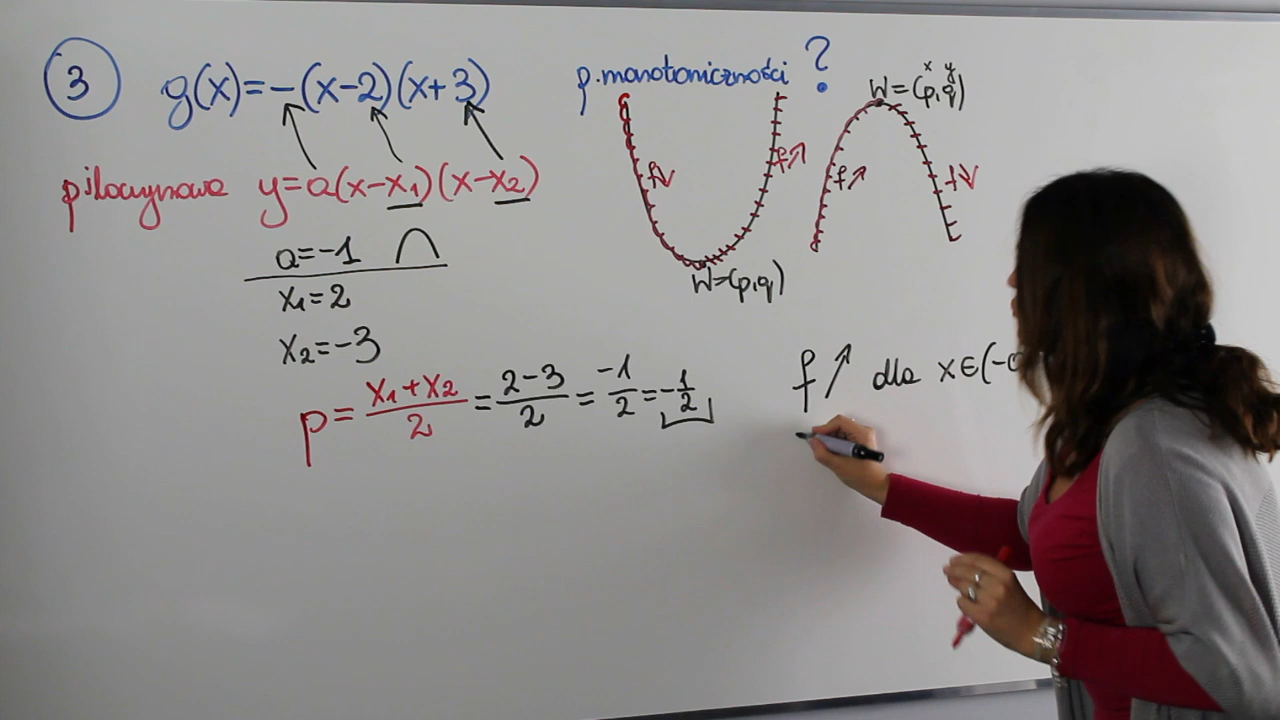 3 g(x)=-(x-2)(x+3)
p.monotoniczności ?
W=(p,q)
x y
p.iloczynowa y=a(x-x1)(x-x2)
f↘ f↗ f↗ f↘
a=-1
W=(p,q)
x1=2
x2=-3
p=x1+x2/2=2-3/2=-1/2=-1/2
f↗ dla x∈(-